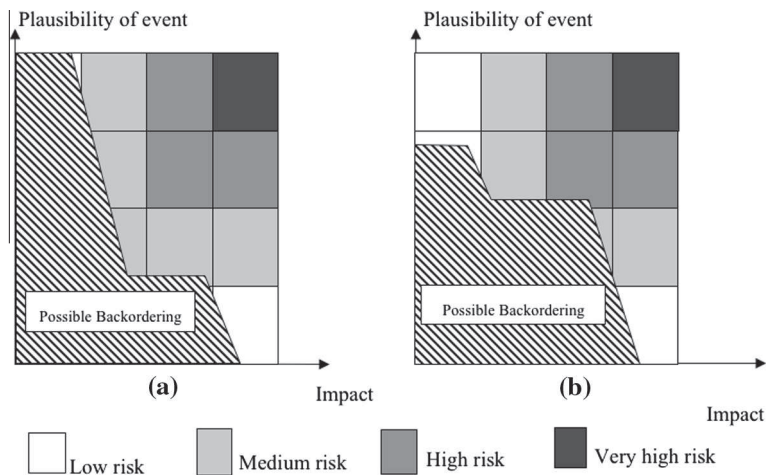 Plausibility of event
Plausibility of event
Possible Backordering
Possible Backordering
(a)
(b)
Impact
Impact
Low risk
Medium risk
High risk
Very high risk